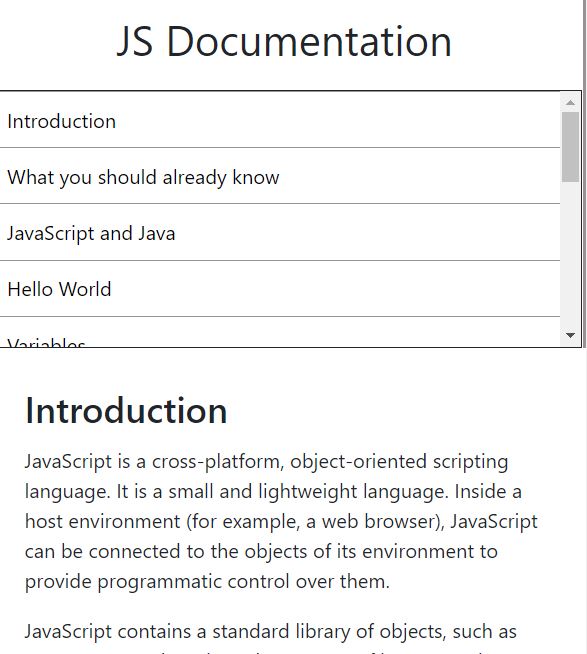 JS Documentation
Introduction
What you should already know
JavaScript and Java
Hello World
Variables
Introduction
JavaScript is a cross-platform, object-oriented scripting
language. It is a small and lightweight language. Inside a
host environment (for example, a web browser), JavaScript
can be connected to the objects of its environment to
provide programmatic control over them.
JavaScript contains a standard library of objects, such as